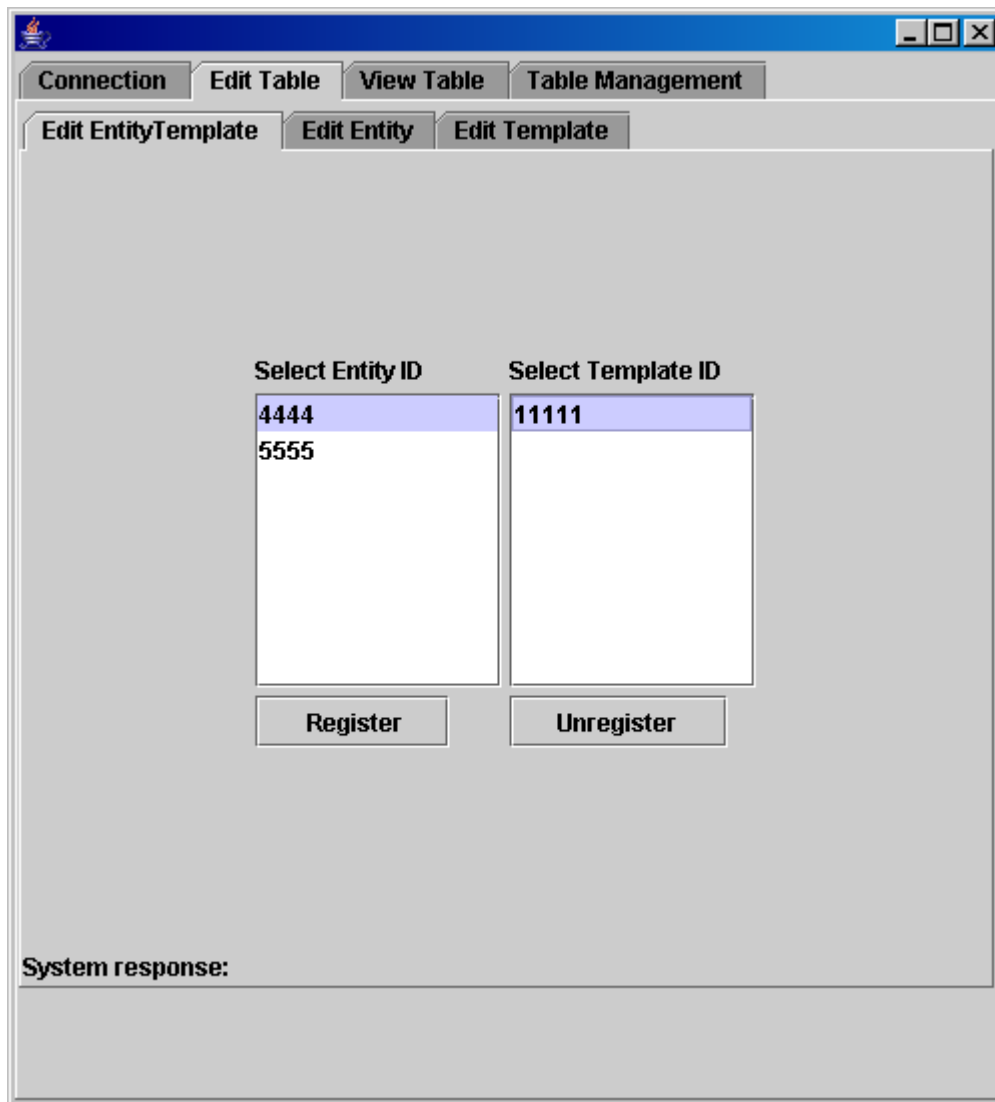 Connection Edit Table View Table Table Management
Edit EntityTemplate Edit Entity Edit Template
Select Entity ID Select Template ID
4444 11111
5555
Register Unregister
System response: